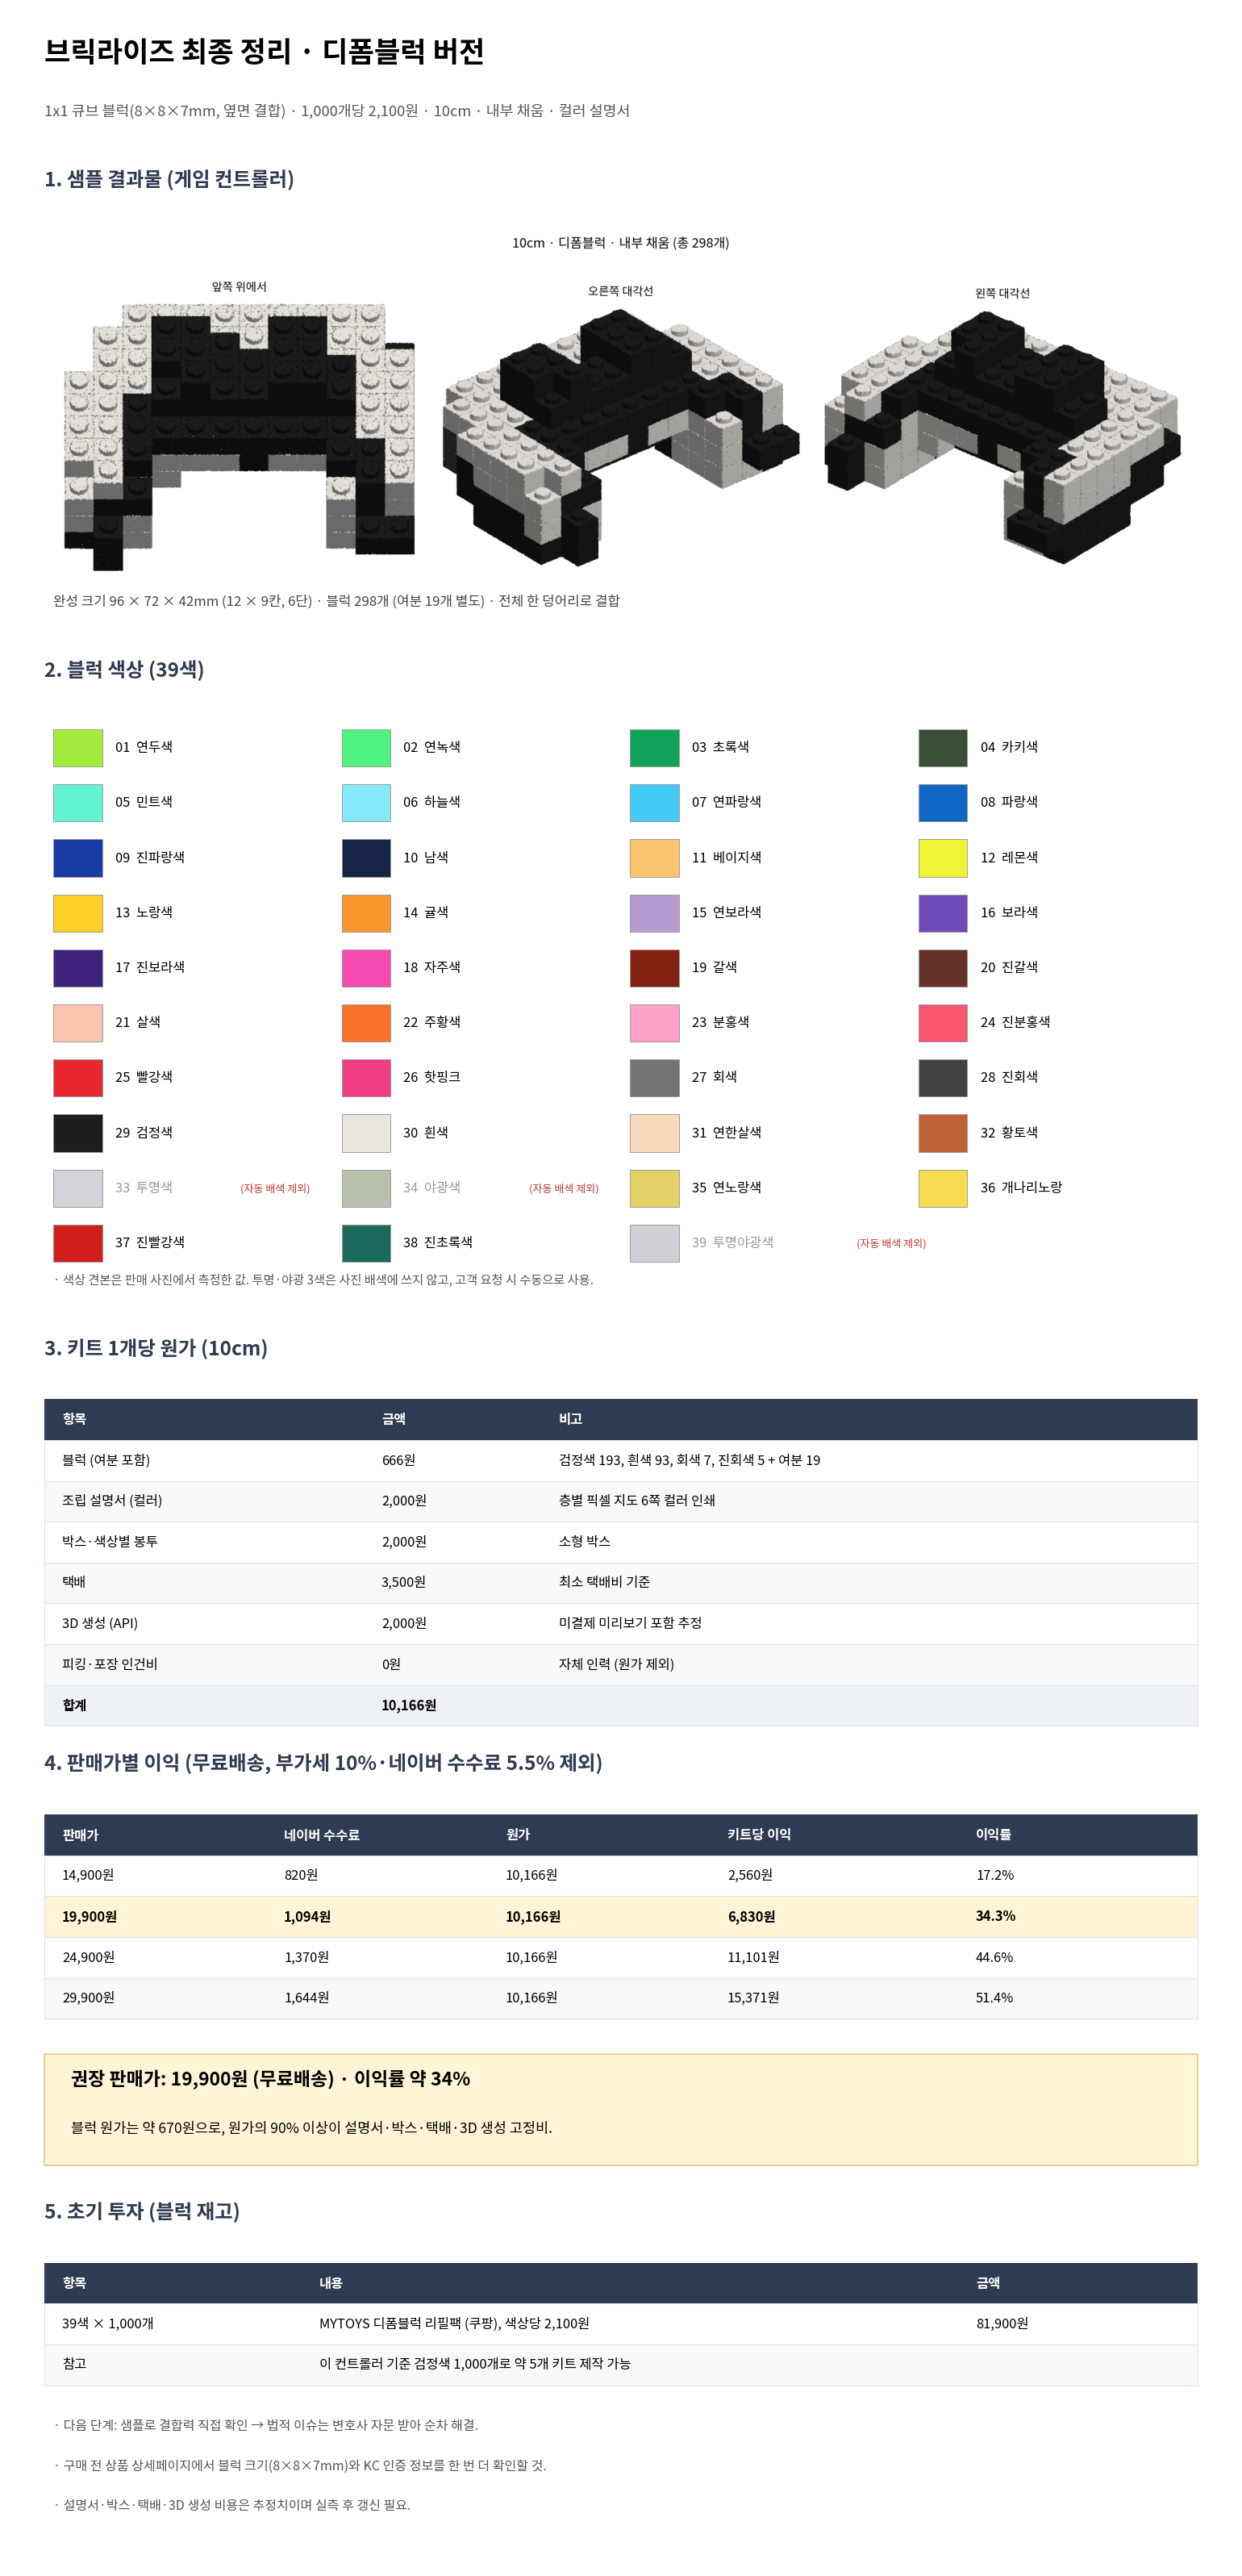 브릭라이즈 최종 정리 · 디폼블럭 버전
1x1 큐브 블럭(8×8×7mm, 옆면 결합) · 1,000개당 2,100원 · 10cm · 내부 채움 · 컬러 설명서
1. 샘플 결과물 (게임 컨트롤러)
10cm · 디폼블럭 · 내부 채움 (총 298개)
앞쪽 위에서
오른쪽 대각선
왼쪽 대각선
완성 크기 96 × 72 × 42mm (12 × 9칸, 6단) · 블럭 298개 (여분 19개 별도) · 전체 한 덩어리로 결합
2. 블럭 색상 (39색)
01 연두색 02 연녹색 03 초록색 04 카키색
05 민트색 06 하늘색 07 연파랑색 08 파랑색
09 진파랑색 10 남색 11 베이지색 12 레몬색
13 노랑색 14 귤색 15 연보라색 16 보라색
17 진보라색 18 자주색 19 갈색 20 진갈색
21 살색 22 주황색 23 분홍색 24 진분홍색
25 빨강색 26 핫핑크 27 회색 28 진회색
29 검정색 30 흰색 31 연한살색 32 황토색
33 투명색 (자동 배색 제외) 34 야광색 (자동 배색 제외) 35 연노랑색 36 개나리노랑
37 진빨강색 38 진초록색 39 투명야광색 (자동 배색 제외)
· 색상 견본은 판매 사진에서 측정한 값. 투명·야광 3색은 사진 배색에 쓰지 않고, 고객 요청 시 수동으로 사용.
3. 키트 1개당 원가 (10cm)
항목 금액 비고
블럭 (여분 포함) 666원 검정색 193, 흰색 93, 회색 7, 진회색 5 + 여분 19
조립 설명서 (컬러) 2,000원 층별 픽셀 지도 6쪽 컬러 인쇄
박스·색상별 봉투 2,000원 소형 박스
택배 3,500원 최소 택배비 기준
3D 생성 (API) 2,000원 미결제 미리보기 포함 추정
피킹·포장 인건비 0원 자체 인력 (원가 제외)
합계 10,166원
4. 판매가별 이익 (무료배송, 부가세 10%·네이버 수수료 5.5% 제외)
판매가 네이버 수수료 원가 키트당 이익 이익률
14,900원 820원 10,166원 2,560원 17.2%
19,900원 1,094원 10,166원 6,830원 34.3%
24,900원 1,370원 10,166원 11,101원 44.6%
29,900원 1,644원 10,166원 15,371원 51.4%
권장 판매가: 19,900원 (무료배송) · 이익률 약 34%
블럭 원가는 약 670원으로, 원가의 90% 이상이 설명서·박스·택배·3D 생성 고정비.
5. 초기 투자 (블럭 재고)
항목 내용 금액
39색 × 1,000개 MYTOYS 디폼블럭 리필팩 (쿠팡), 색상당 2,100원 81,900원
참고 이 컨트롤러 기준 검정색 1,000개로 약 5개 키트 제작 가능
· 다음 단계: 샘플로 결합력 직접 확인 → 법적 이슈는 변호사 자문 받아 순차 해결.
· 구매 전 상품 상세페이지에서 블럭 크기(8×8×7mm)와 KC 인증 정보를 한 번 더 확인할 것.
· 설명서·박스·택배·3D 생성 비용은 추정치이며 실측 후 갱신 필요.